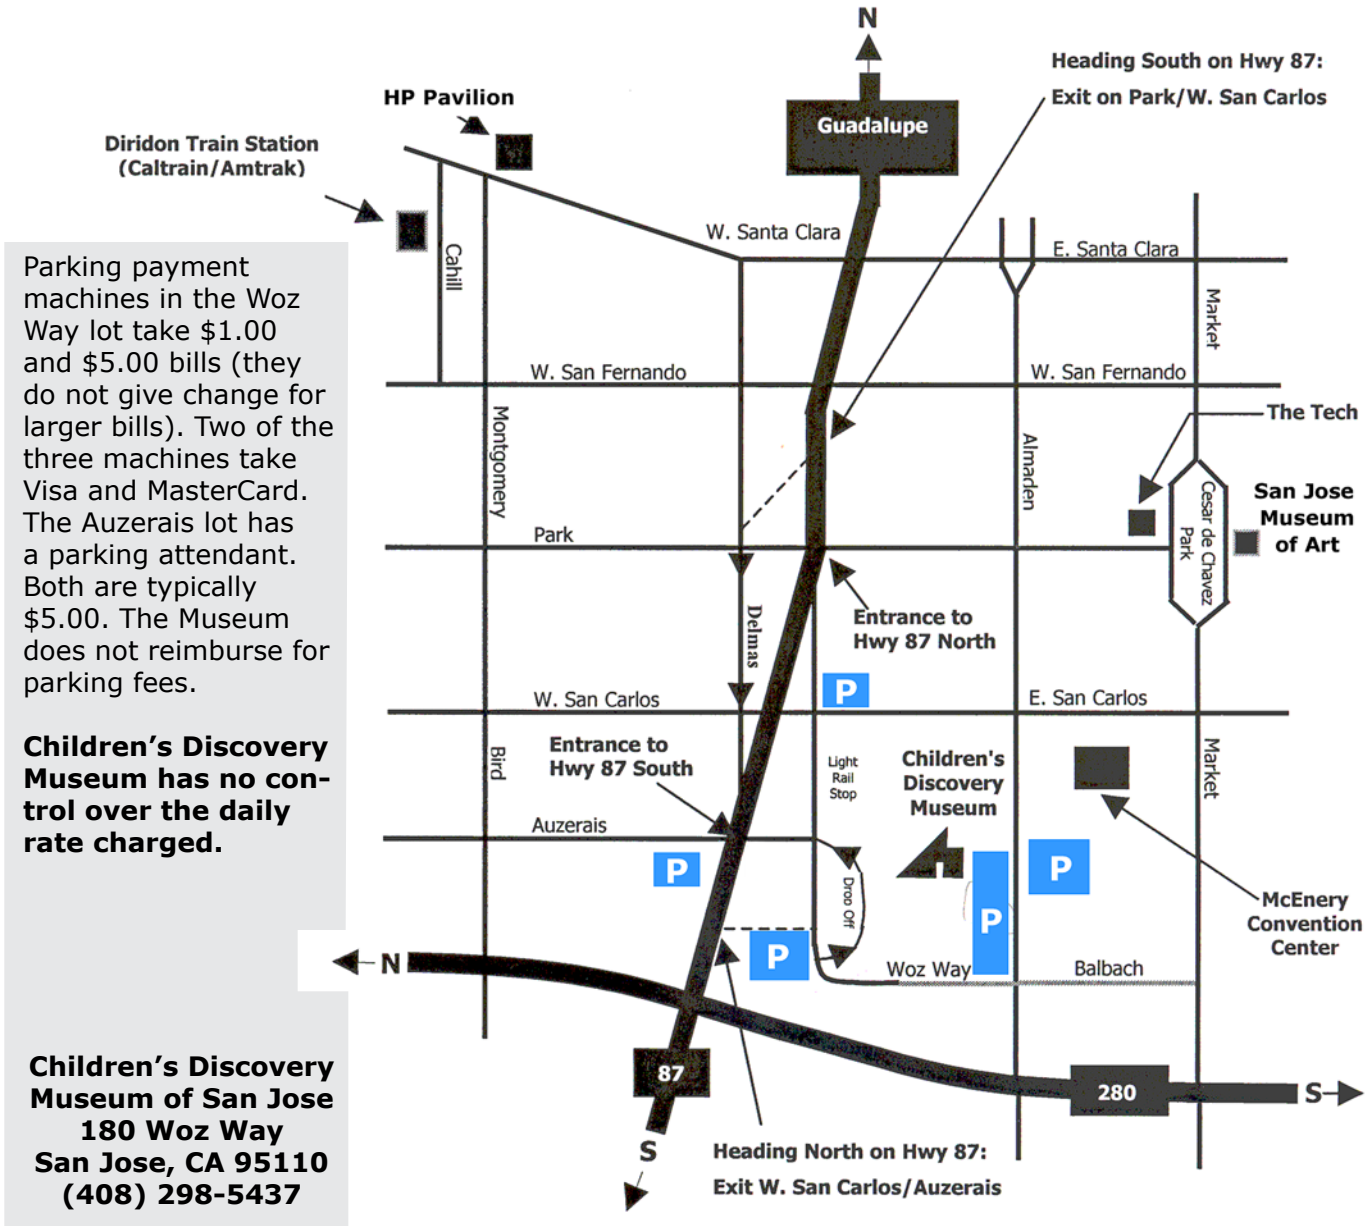 N
Heading South on Hwy 87:
Exit on Park/W. San Carlos
HP Pavilion
Guadalupe
Diridon Train Station
(Caltrain/Amtrak)
W. Santa Clara
E. Santa Clara
Cahill
Market
Parking payment
machines in the Woz
Way lot take $1.00
and $5.00 bills (they
do not give change for
larger bills). Two of the
three machines take
Visa and MasterCard.
The Auzerais lot has
a parking attendant.
Both are typically
$5.00. The Museum
does not reimburse for
parking fees.
Children’s Discovery
Museum has no con-
trol over the daily
rate charged.
W. San Fernando
W. San Fernando
Montgomery
Almaden
The Tech
San Jose
Museum
of Art
Cesar de Chavez
Park
Park
Delmas
Entrance to
Hwy 87 North
P
W. San Carlos
E. San Carlos
Bird
Entrance to
Hwy 87 South
Light
Rail
Stop
Children's
Discovery
Museum
Market
Auzerais
P
P
Drop Off
P
P
McEnery
Convention
Center
N
Woz Way
Balbach
87
280
S
S
Heading North on Hwy 87:
Exit W. San Carlos/Auzerais
Children’s Discovery
Museum of San Jose
180 Woz Way
San Jose, CA 95110
(408) 298-5437